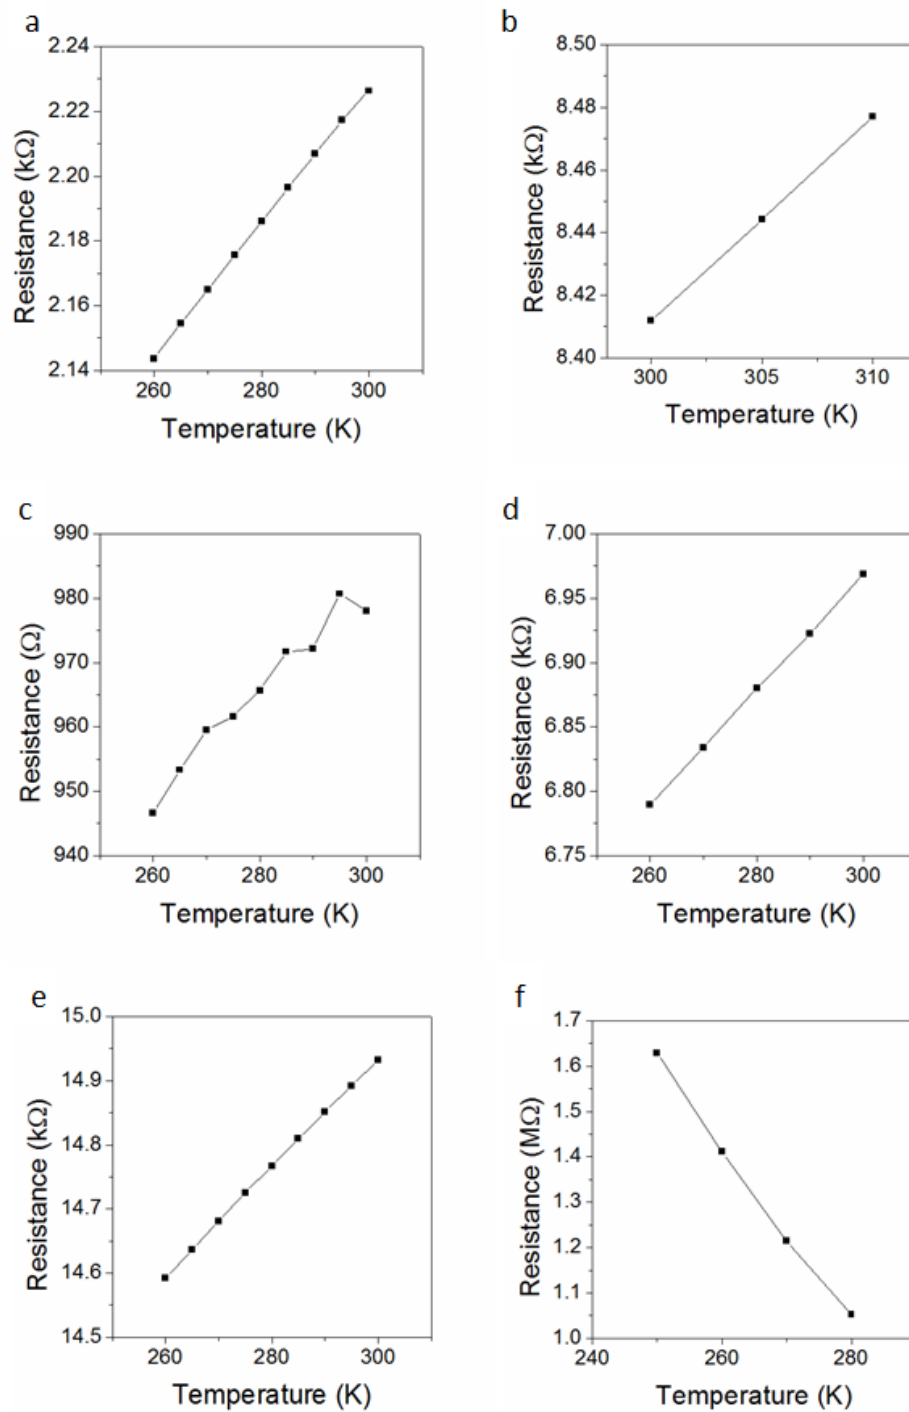 a
2.24
2.22
2.20
2.18
2.16
2.14
Resistance (kΩ)
260 280 300
Temperature (K)
b
8.50
8.48
8.46
8.44
8.42
8.40
Resistance (kΩ)
300 305 310
Temperature (K)
c
990
980
970
960
950
940
Resistance (Ω)
260 280 300
Temperature (K)
d
7.00
6.95
6.90
6.85
6.80
6.75
Resistance (kΩ)
260 280 300
Temperature (K)
e
15.0
14.9
14.8
14.7
14.6
14.5
Resistance (kΩ)
260 280 300
Temperature (K)
f
1.7
1.6
1.5
1.4
1.3
1.2
1.1
1.0
Resistance (MΩ)
240 260 280
Temperature (K)